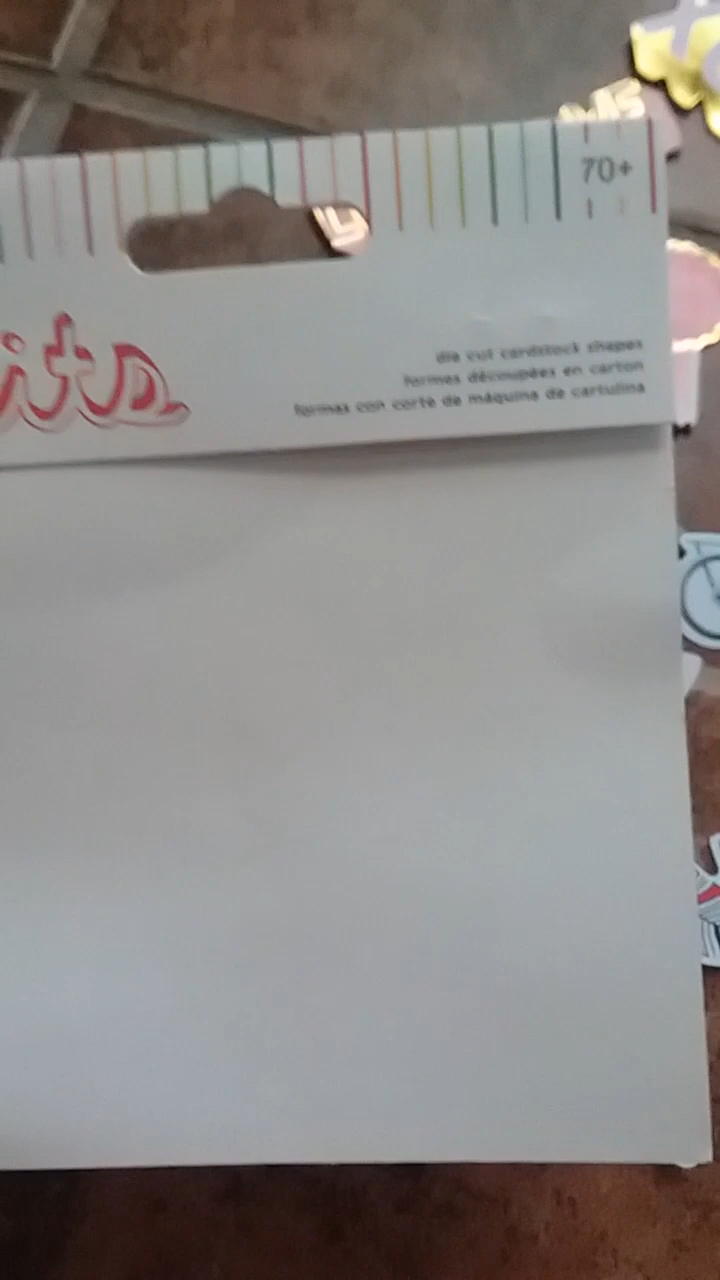 70+
its
die cut cardstock shapes
formes découpées en carton
formas con corte de máquina de cartulina